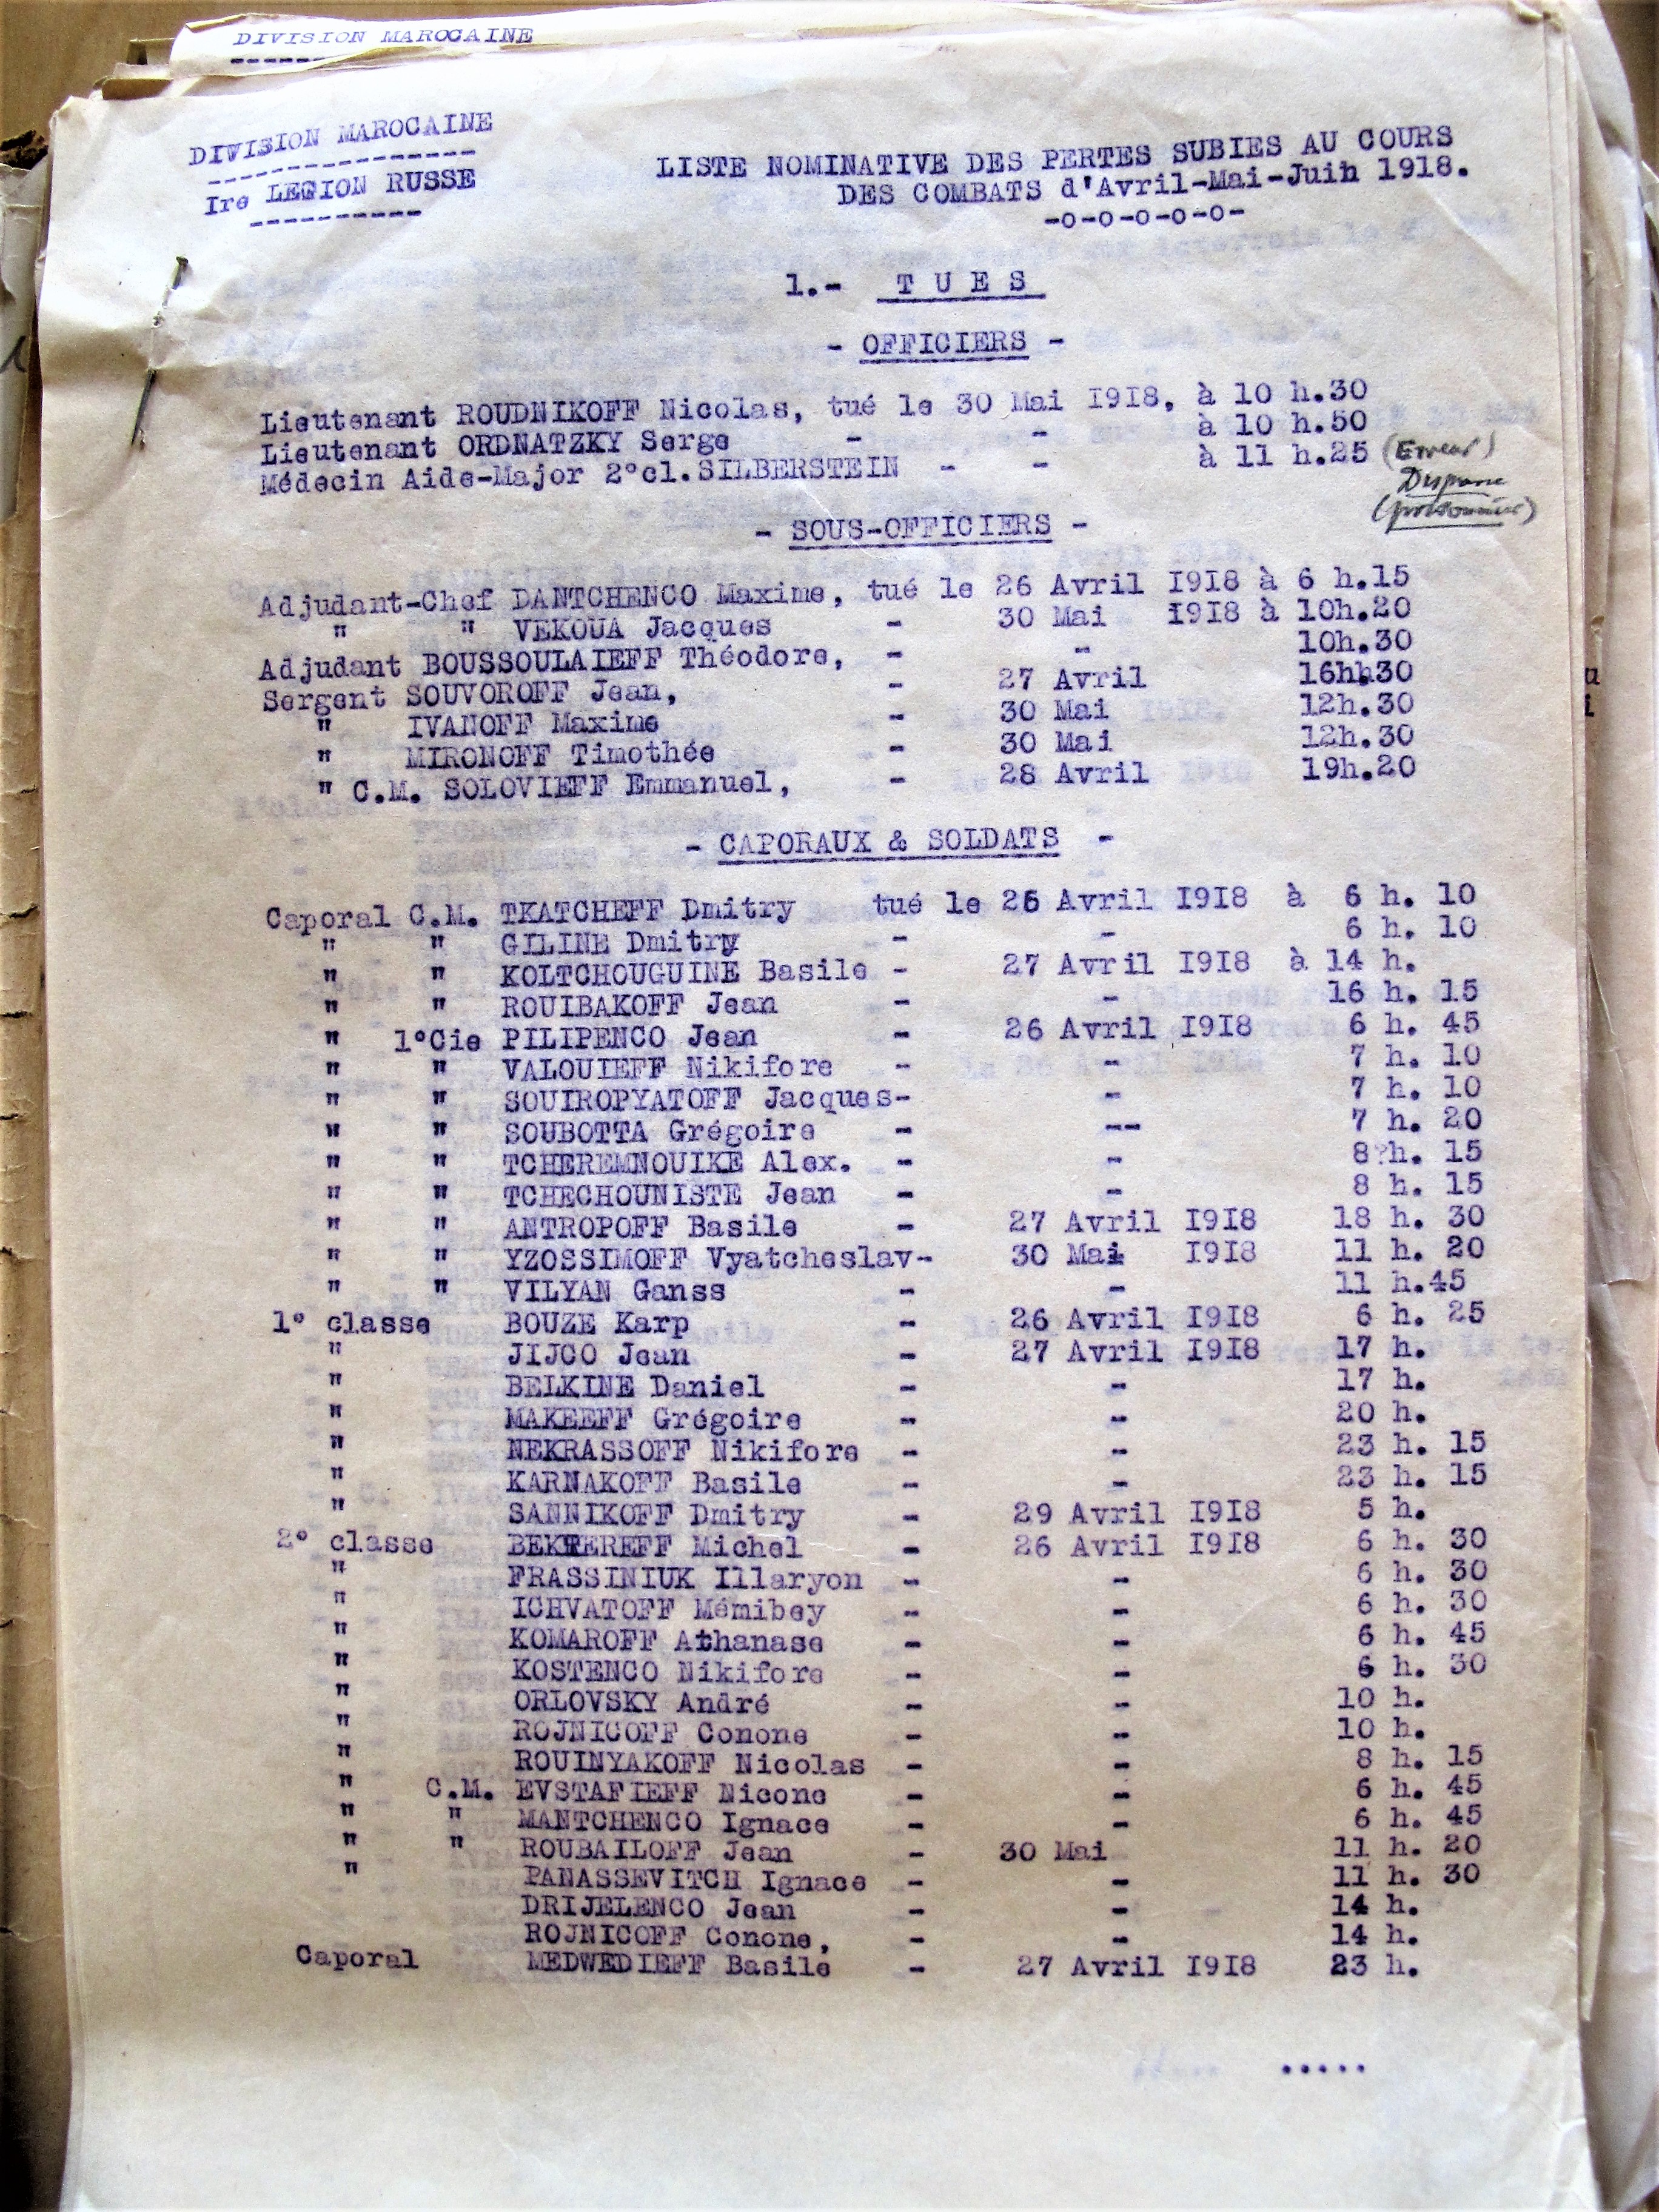 DIVISION MAROCAINE
DIVISION MAROCAINE
Ire LEGION RUSSE
LISTE NOMINATIVE DES PERTES SUBIES AU COURS
DES COMBATS d'Avril-Mai-Juin 1918.
-o-o-o-o-o-
1.- T U E S
- OFFICIERS -
Lieutenant ROUDNIKOFF Nicolas, tué le 30 Mai 1918, à 10 h.30
Lieutenant ORDNATZKY Serge - - à 10 h.50
Médecin Aide-Major 2°cl.SILBERSTEIN - - à 11 h.25 (Erreur)
Disparu
(prisonnier)
- SOUS-OFFICIERS -
Adjudant-Chef DANTCHENCO Maxime, tué le 26 Avril 1918 à 6 h.15
" " VEKOUA Jacques - 30 Mai 1918 à 10h.20
Adjudant BOUSSOULAIEFF Théodore, - - 10h.30
Sergent SOUVOROFF Jean, - 27 Avril 16hh30
" IVANOFF Maxime - 30 Mai 12h.30
" MIRONOFF Timothée - 30 Mai 12h.30
" C.M. SOLOVIEFF Emmanuel, - 28 Avril 19h.20
- CAPORAUX & SOLDATS -
Caporal C.M. TKATCHEFF Dmitry tué le 26 Avril 1918 à 6 h. 10
" " GILINE Dmitry - - 6 h. 10
" " KOLTCHOUGUINE Basile - 27 Avril 1918 à 14 h.
" " ROUIBAKOFF Jean - - 16 h. 15
" 1°Cie PILIPENCO Jean - 26 Avril 1918 6 h. 45
" " VALOUIEFF Nikifore - - 7 h. 10
" " SOUIROPYATOFF Jacques- - 7 h. 10
" " SOUBOTTA Grégoire - -- 7 h. 20
" " TCHEREMNOUIKE Alex. - - 8?h. 15
" " TCHECHOUNISTE Jean - - 8 h. 15
" " ANTROPOFF Basile - 27 Avril 1918 18 h. 30
" " YZOSSIMOFF Vyatcheslav- 30 Mai 1918 11 h. 20
" " VILYAN Ganss - - 11 h.45
1° classe BOUZE Karp - 26 Avril 1918 6 h. 25
" JIJCO Jean - 27 Avril 1918 17 h.
" BELKINE Daniel - - 17 h.
" MAKEEFF Grégoire - - 20 h.
" NEKRASSOFF Nikifore - - 23 h. 15
" KARNAKOFF Basile - - 23 h. 15
" SANNIKOFF Dmitry - 29 Avril 1918 5 h.
2° classe BEKTEREFF Michel - 26 Avril 1918 6 h. 30
" FRASSINIUK Illaryon - - 6 h. 30
" ICHVATOFF Mémibey - - 6 h. 30
" KOMAROFF Athanase - - 6 h. 45
" KOSTENCO Nikifore - - 6 h. 30
" ORLOVSKY André - - 10 h.
" ROJNICOFF Conone - - 10 h.
" ROUINYAKOFF Nicolas - - 8 h. 15
" C.M. EVSTAFIEFF Nicone - - 6 h. 45
" " MANTCHENCO Ignace - - 6 h. 45
" " ROUBAILOFF Jean - 30 Mai 11 h. 20
" PANASSEVITCH Ignace - - 11 h. 30
DRIJELENCO Jean - - 14 h.
ROJNICOFF Conone, - - 14 h.
Caporal MEDWEDIEFF Basile - 27 Avril 1918 23 h.
.....